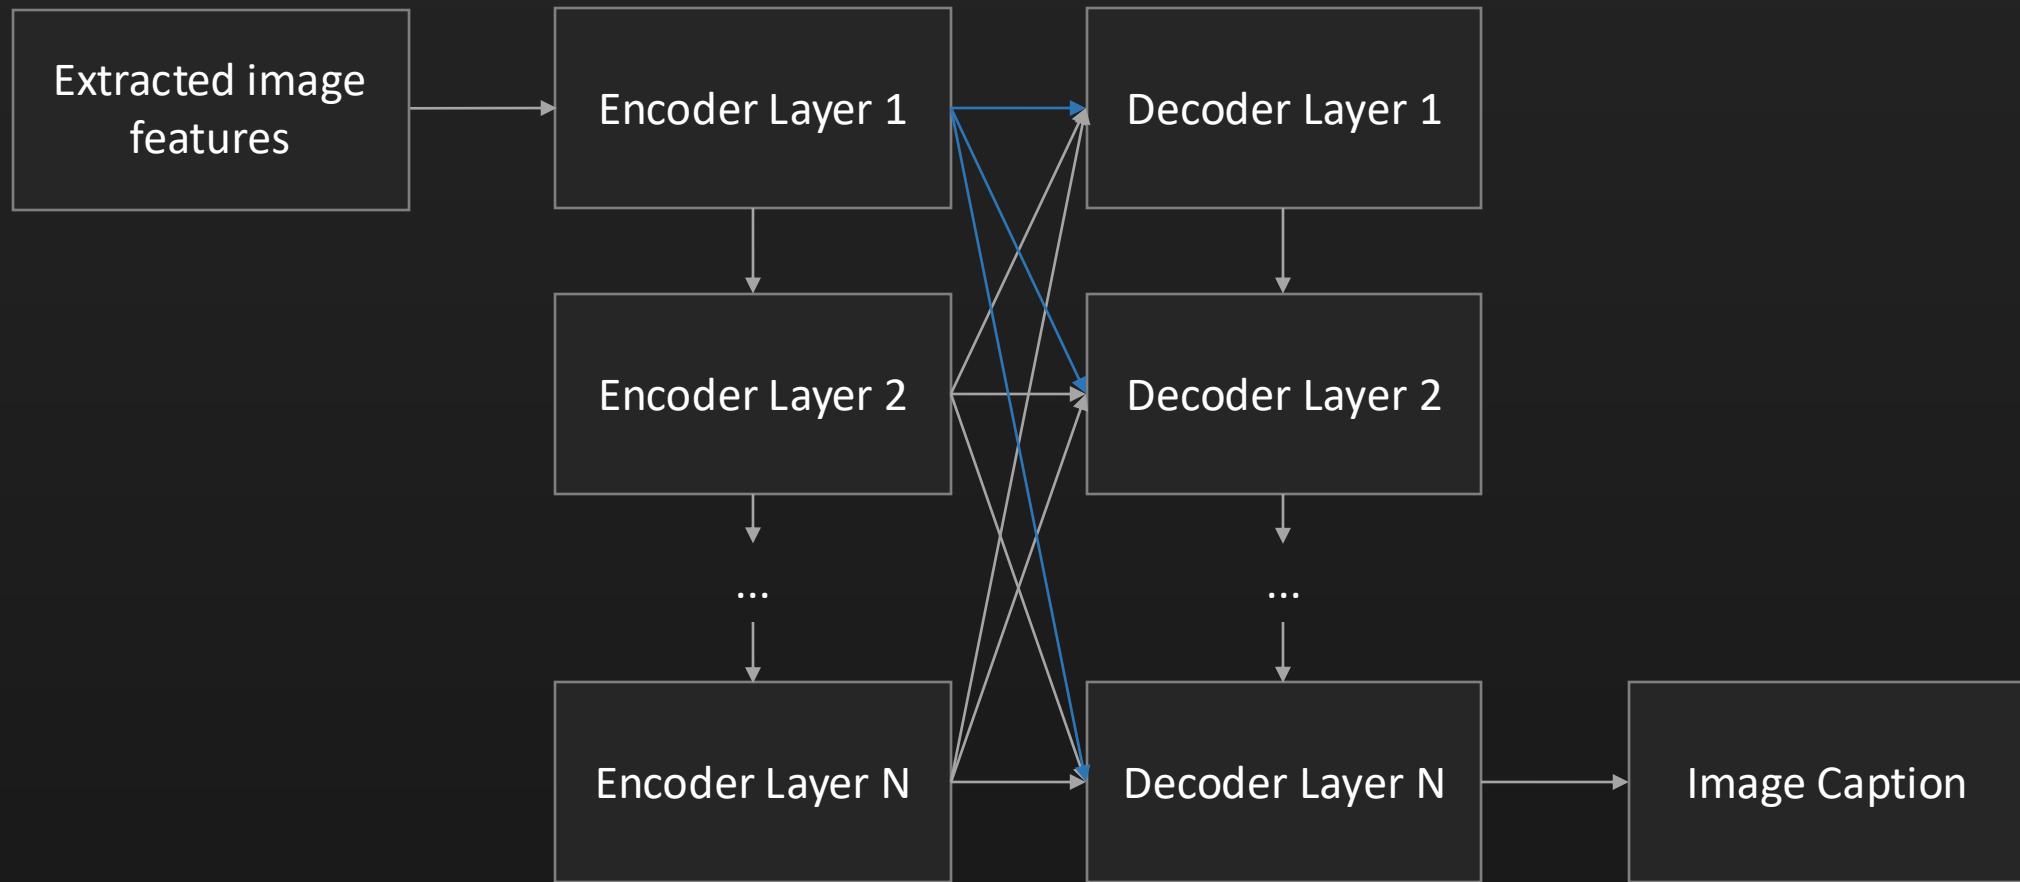 Extracted image
features
Encoder Layer 1
Decoder Layer 1
Encoder Layer 2
Decoder Layer 2
...
...
Encoder Layer N
Decoder Layer N
Image Caption